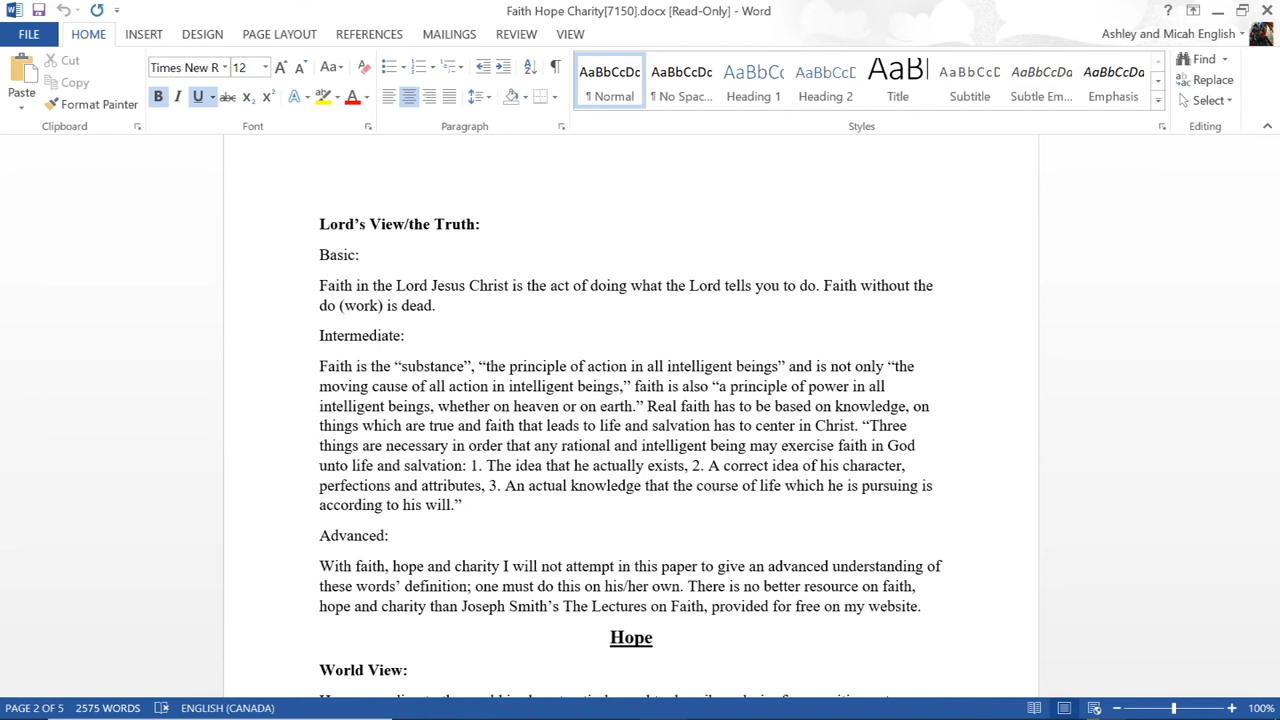 Faith Hope Charity[7150].docx [Read-Only] - Word
?
FILE HOME INSERT DESIGN PAGE LAYOUT REFERENCES MAILINGS REVIEW VIEW Ashley and Micah English
Paste
Cut
Copy
Format Painter
Clipboard
Times New R 12 Aa
B I U abc X2 X2 A A
Font
Paragraph
AaBbCcDc AaBbCcDc AaBbCc AaBbCcD AaBb AaBbCcD AaBbCcDc AaBbCcDc
¶ Normal ¶ No Spac... Heading 1 Heading 2 Title Subtitle Subtle Em... Emphasis
Styles
Find
Replace
Select
Editing
Lord’s View/the Truth:
Basic:
Faith in the Lord Jesus Christ is the act of doing what the Lord tells you to do. Faith without the
do (work) is dead.
Intermediate:
Faith is the “substance”, “the principle of action in all intelligent beings” and is not only “the
moving cause of all action in intelligent beings,” faith is also “a principle of power in all
intelligent beings, whether on heaven or on earth.” Real faith has to be based on knowledge, on
things which are true and faith that leads to life and salvation has to center in Christ. “Three
things are necessary in order that any rational and intelligent being may exercise faith in God
unto life and salvation: 1. The idea that he actually exists, 2. A correct idea of his character,
perfections and attributes, 3. An actual knowledge that the course of life which he is pursuing is
according to his will.”
Advanced:
With faith, hope and charity I will not attempt in this paper to give an advanced understanding of
these words’ definition; one must do this on his/her own. There is no better resource on faith,
hope and charity than Joseph Smith’s The Lectures on Faith, provided for free on my website.
Hope
World View:
PAGE 2 OF 5 2575 WORDS ENGLISH (CANADA) 100%